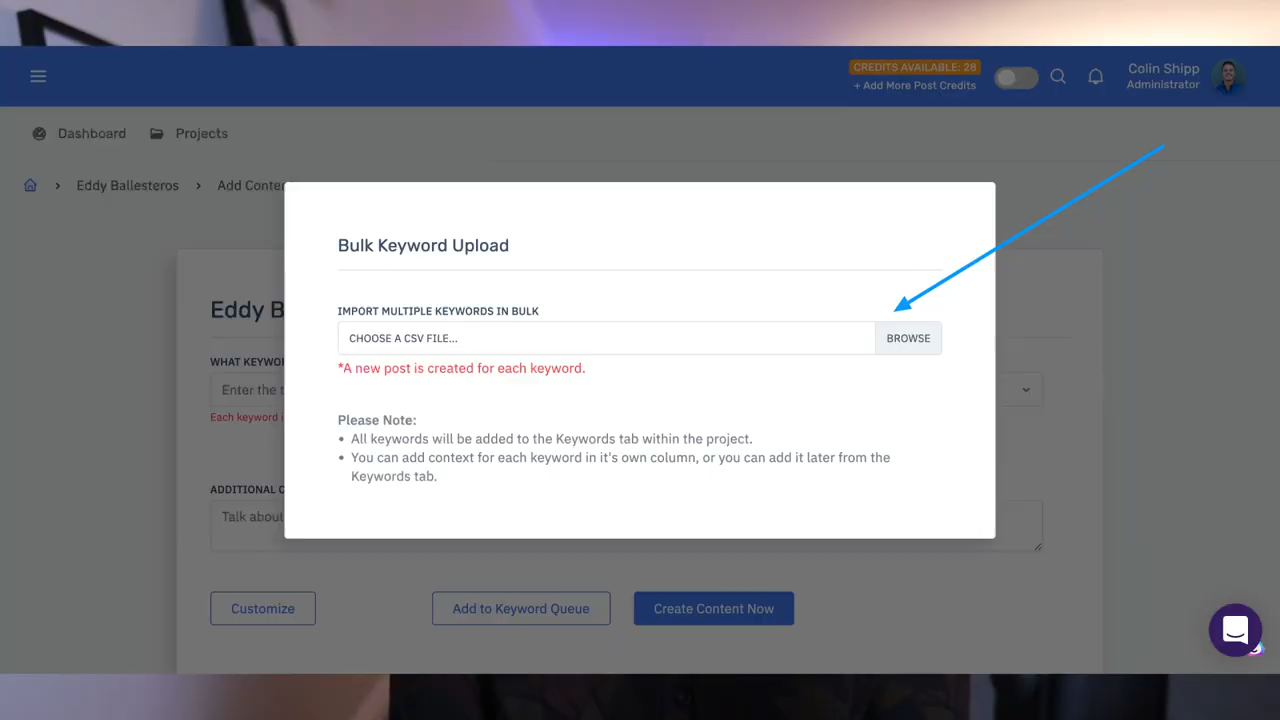 CREDITS AVAILABLE: 28
+ Add More Post Credits
Colin Shipp
Administrator
Dashboard
Projects
Eddy Ballesteros
Add Conte
Bulk Keyword Upload
Eddy B
IMPORT MULTIPLE KEYWORDS IN BULK
CHOOSE A CSV FILE...
BROWSE
*A new post is created for each keyword.
WHAT KEYWO
Enter the t
Each keyword i
Please Note:
• All keywords will be added to the Keywords tab within the project.
• You can add context for each keyword in it's own column, or you can add it later from the
Keywords tab.
ADDITIONAL C
Talk about
Customize
Add to Keyword Queue
Create Content Now